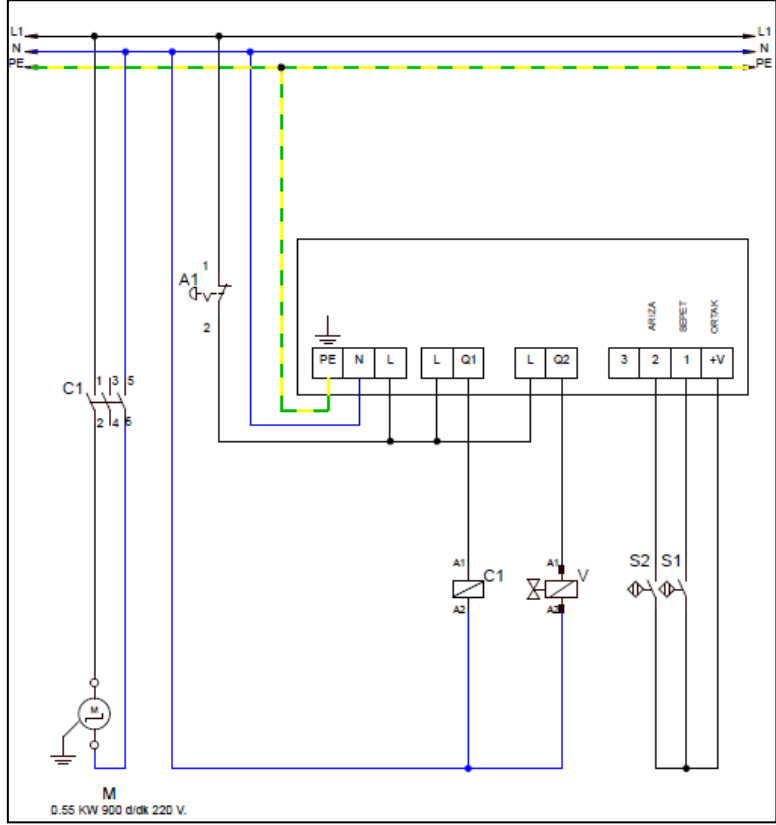 L1 L1
N N
PE PE
1
A1
2
ARIZA SEPET ORTAK
PE N L L Q1 L Q2 3 2 1 +V
1 3 5
C1
2 4 6
A1 A1
C1 V S2 S1
A2 A2
M
M
0.55 KW 900 d/dk 220 V.